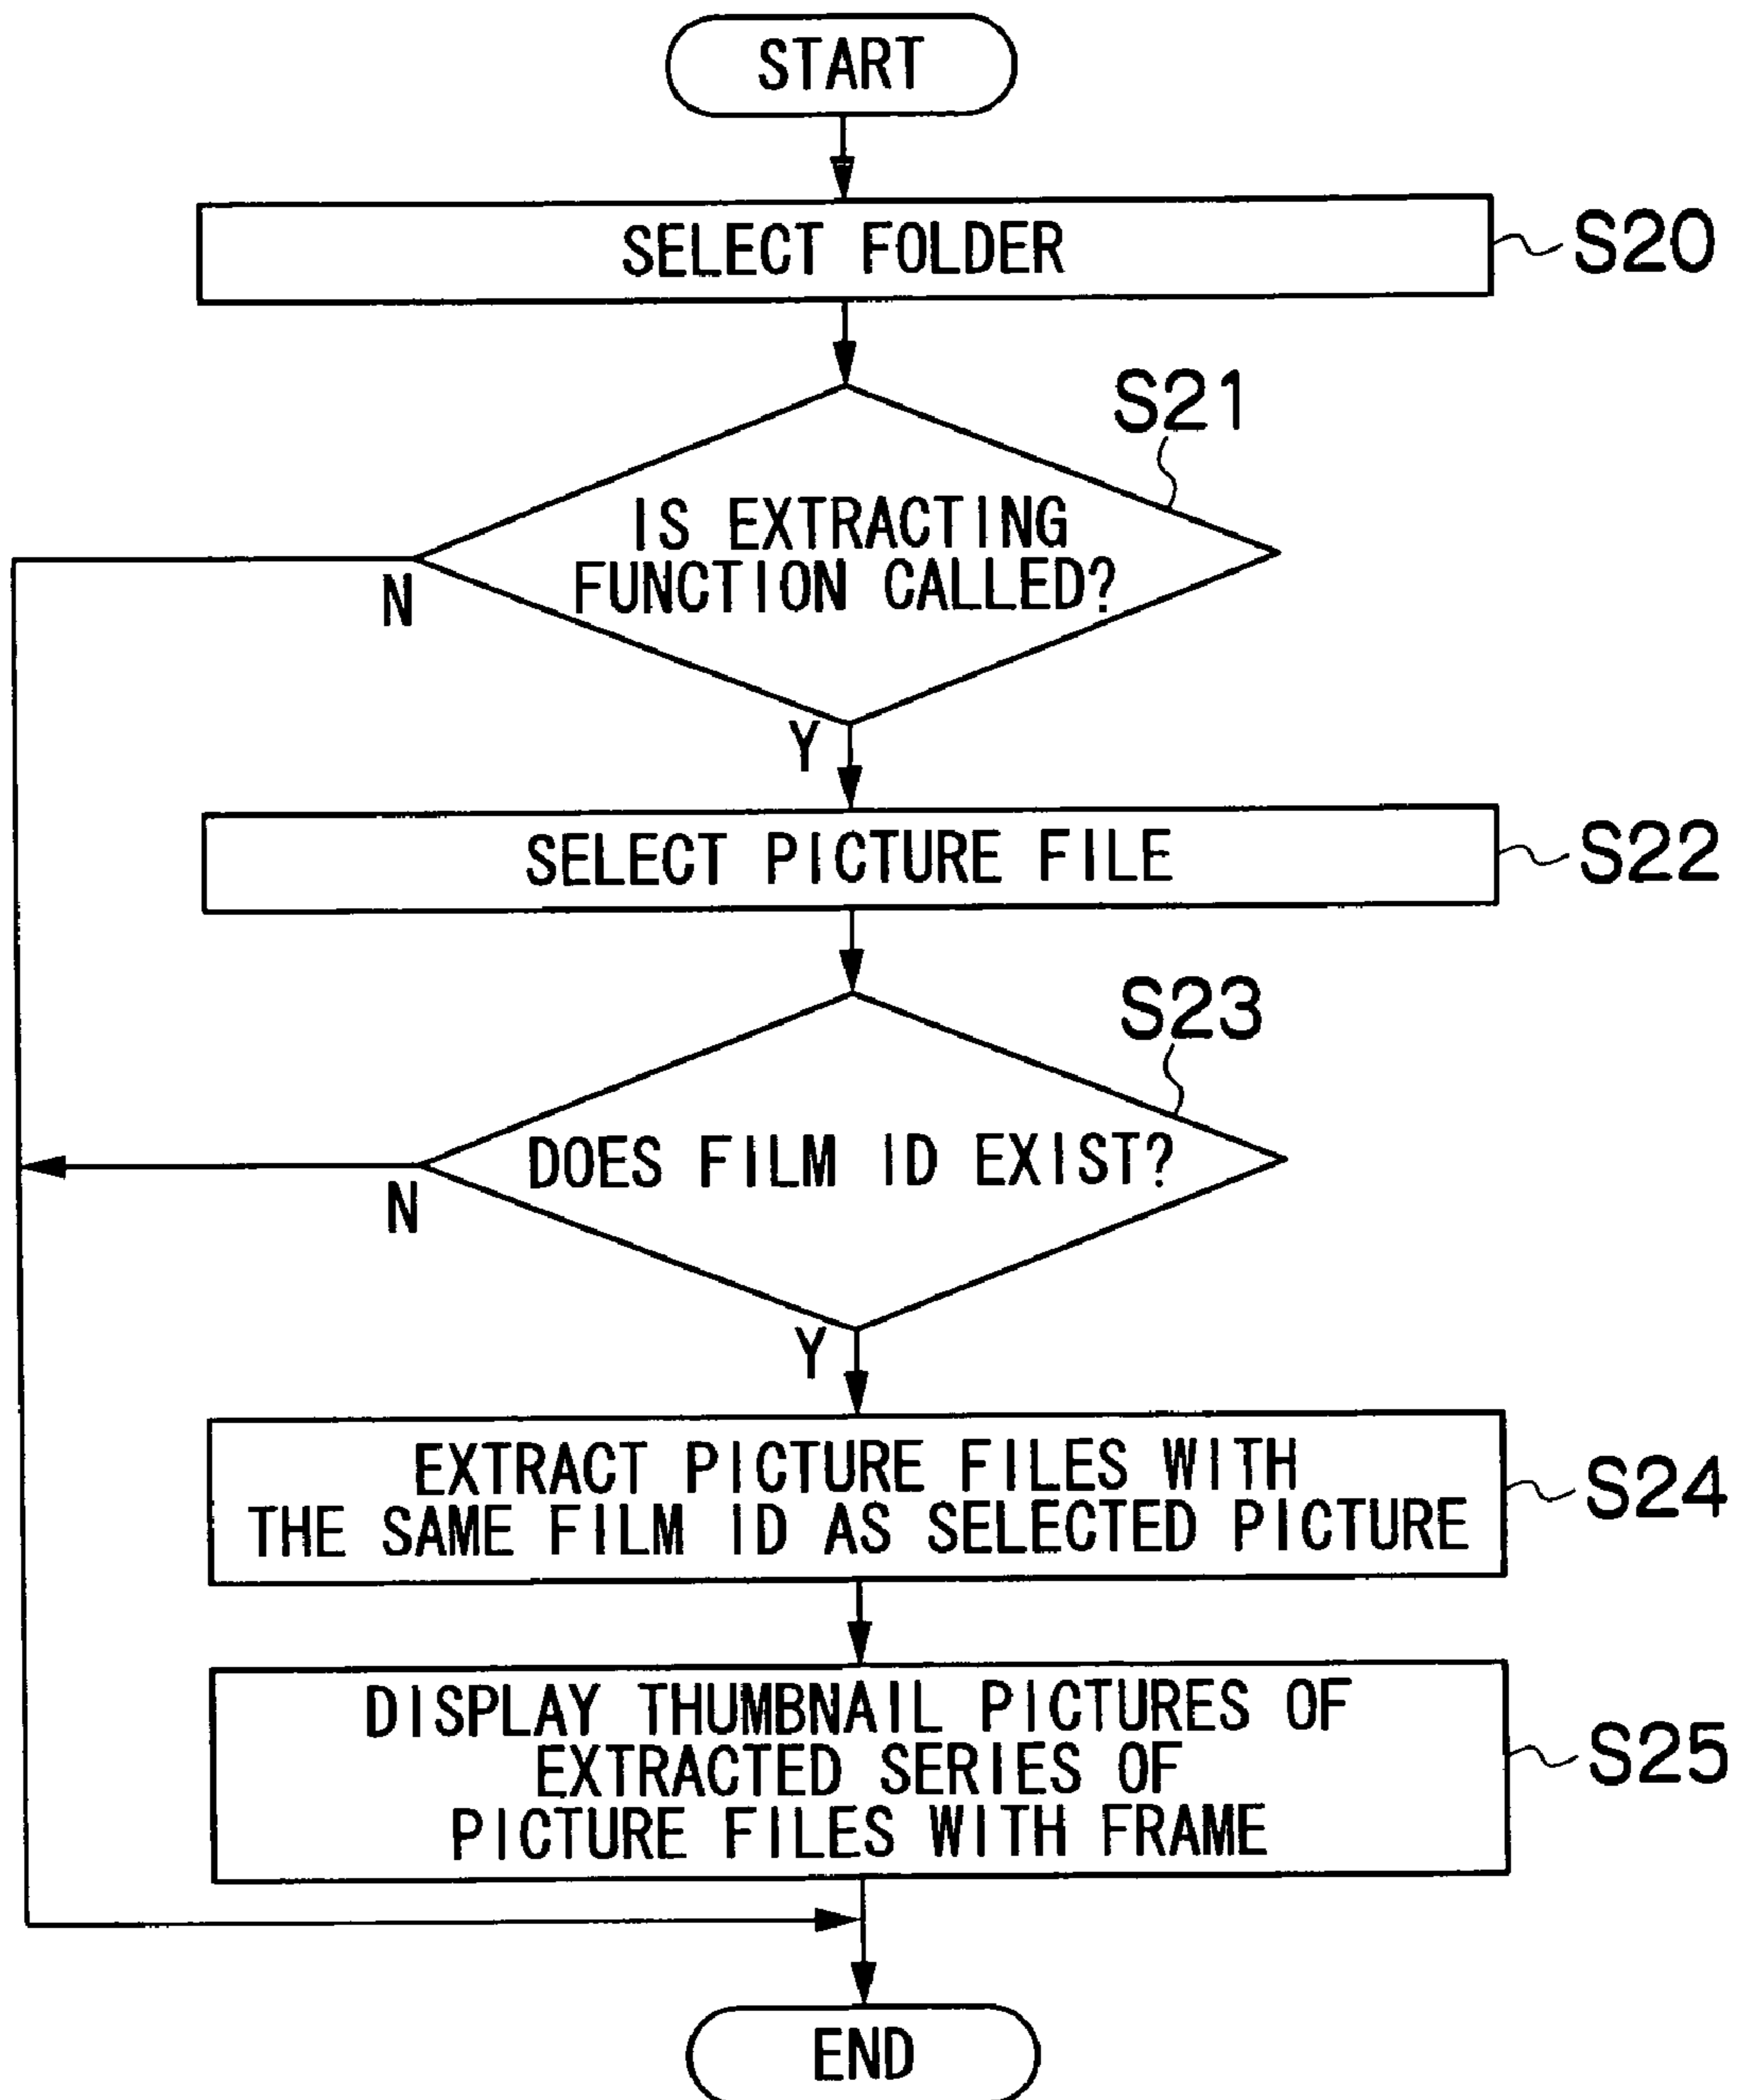 START
SELECT FOLDER
S20
S21
IS EXTRACTING
FUNCTION CALLED?
N
Y
SELECT PICTURE FILE
S22
S23
DOES FILM ID EXIST?
N
Y
EXTRACT PICTURE FILES WITH
THE SAME FILM ID AS SELECTED PICTURE
S24
DISPLAY THUMBNAIL PICTURES OF
EXTRACTED SERIES OF
PICTURE FILES WITH FRAME
S25
END